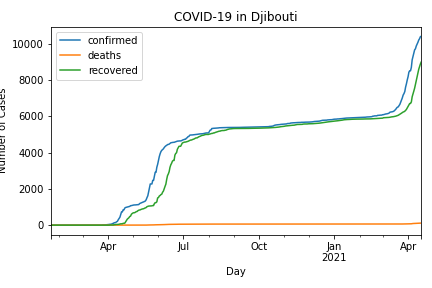 COVID-19 in Djibouti
confirmed
deaths
recovered
10000
8000
6000
4000
2000
0
Number of Cases
Apr
Jul
Oct
Jan
2021
Apr
Day